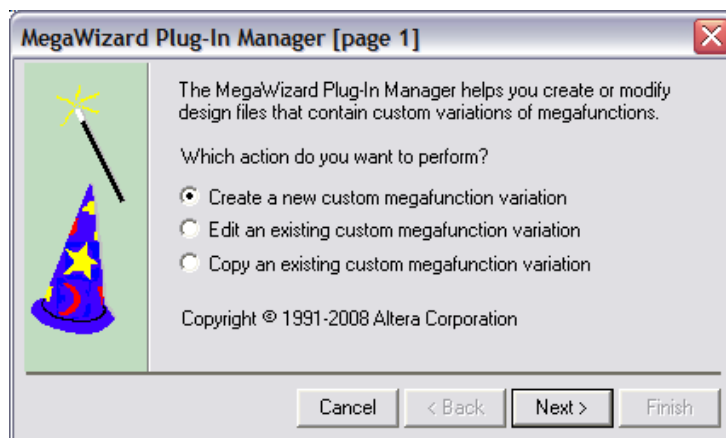 MegaWizard Plug-In Manager [page 1]
The MegaWizard Plug-In Manager helps you create or modify
design files that contain custom variations of megafunctions.
Which action do you want to perform?
Create a new custom megafunction variation
Edit an existing custom megafunction variation
Copy an existing custom megafunction variation
Copyright © 1991-2008 Altera Corporation
Cancel
< Back
Next >
Finish